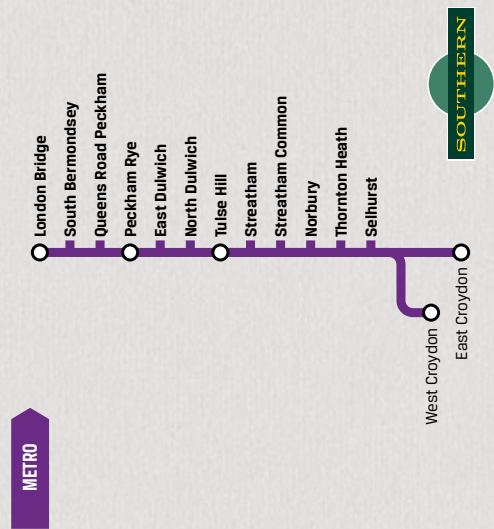 METRO
London Bridge
South Bermondsey
Queens Road Peckham
Peckham Rye
East Dulwich
North Dulwich
Tulse Hill
Streatham
Streatham Common
Norbury
Thornton Heath
Selhurst
West Croydon
East Croydon
SOUTHERN